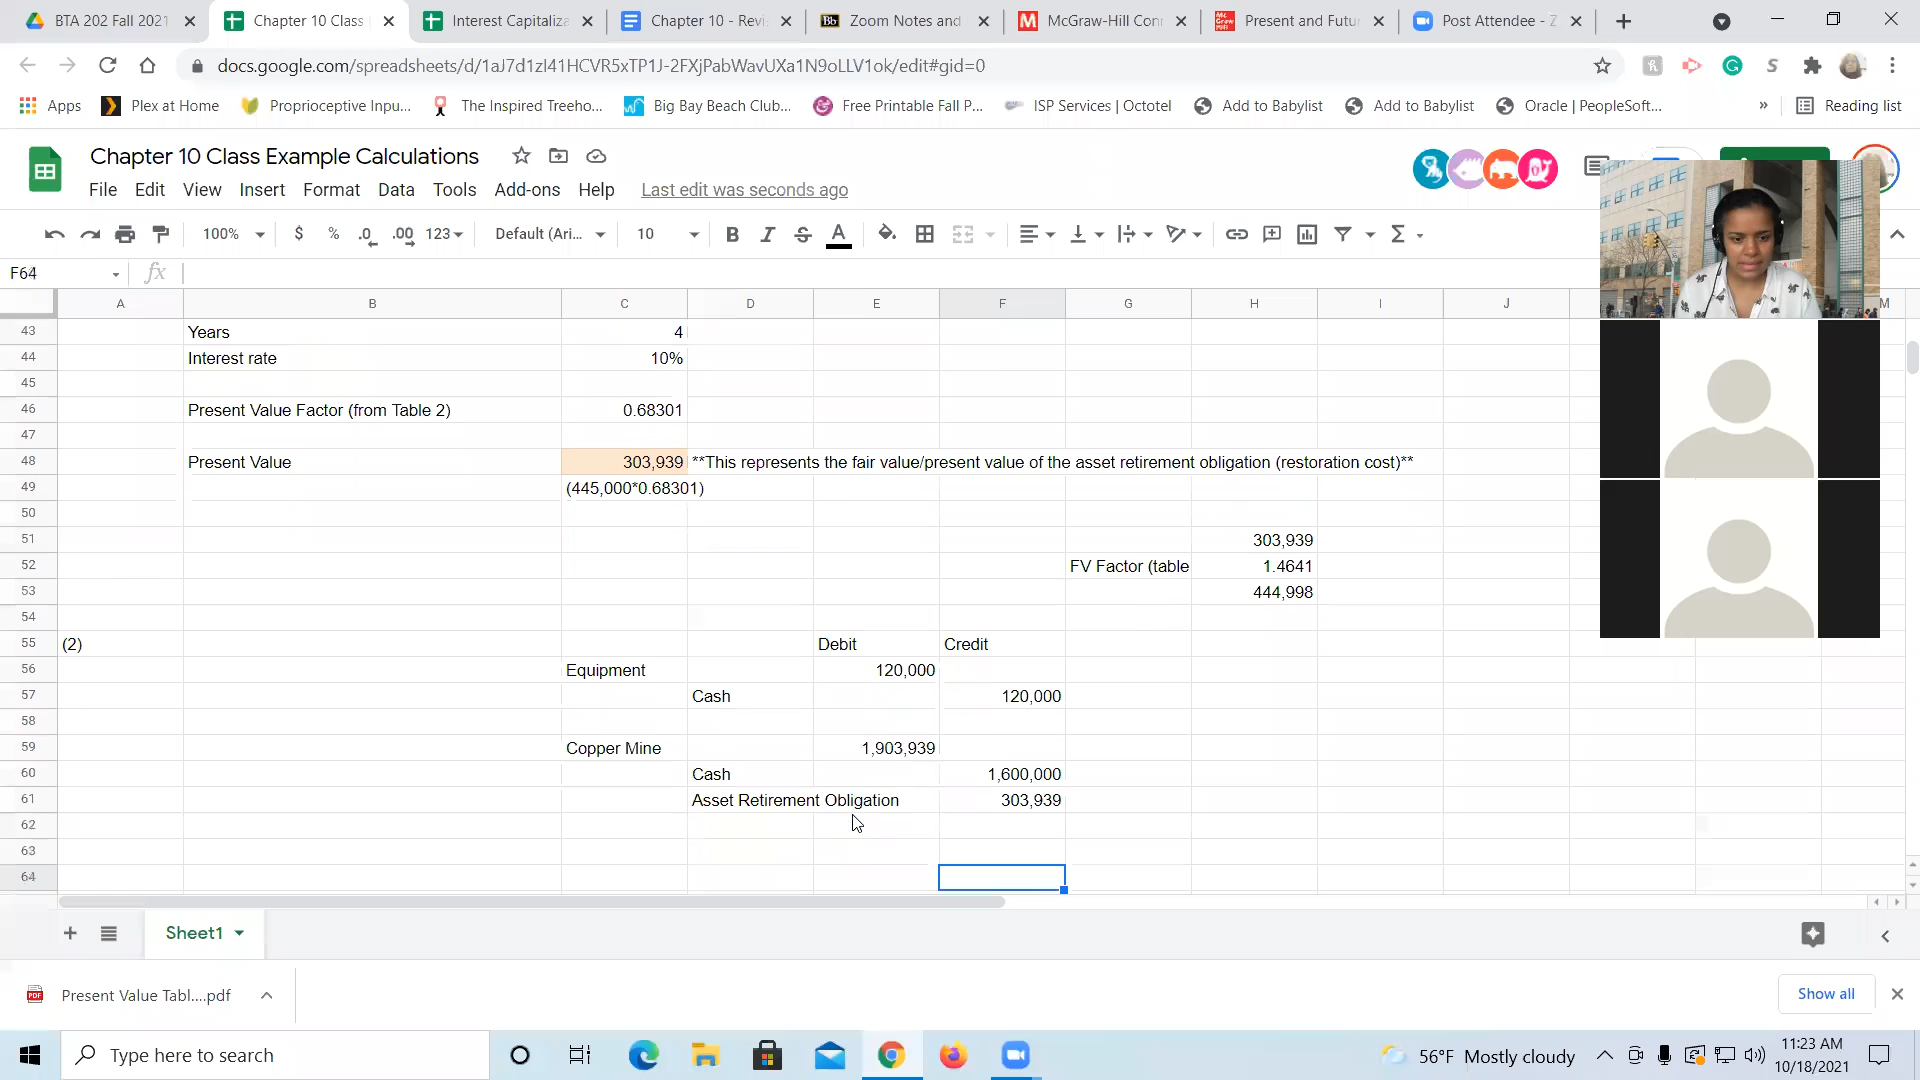 BTA 202 Fall 2021
Chapter 10 Class
Interest Capitaliza
Chapter 10 - Revi
Zoom Notes and
McGraw-Hill Con
Present and Futu
Post Attendee - Z
docs.google.com/spreadsheets/d/1aJ7d1zI41HCVR5xTP1J-2FXjPabWavUXa1N9oLLV1ok/edit#gid=0
Apps
Plex at Home
Proprioceptive Inpu...
The Inspired Treeho...
Big Bay Beach Club...
Free Printable Fall P...
ISP Services | Octotel
Add to Babylist
Add to Babylist
Oracle | PeopleSoft...
»
Reading list
Chapter 10 Class Example Calculations
File Edit View Insert Format Data Tools Add-ons Help Last edit was seconds ago
100% $ % .0 .00 123 Default (Ari... 10 B I S A Σ
F64 fx
A B C D E F G H I J M
43 Years 4
44 Interest rate 10%
45
46 Present Value Factor (from Table 2) 0.68301
47
48 Present Value 303,939 **This represents the fair value/present value of the asset retirement obligation (restoration cost)**
49 (445,000*0.68301)
50
51 303,939
52 FV Factor (table 1.4641
53 444,998
54
55 (2) Debit Credit
56 Equipment 120,000
57 Cash 120,000
58
59 Copper Mine 1,903,939
60 Cash 1,600,000
61 Asset Retirement Obligation 303,939
62
63
64
Sheet1
PDF Present Value Tabl....pdf
Show all
Type here to search
56°F Mostly cloudy
11:23 AM
10/18/2021